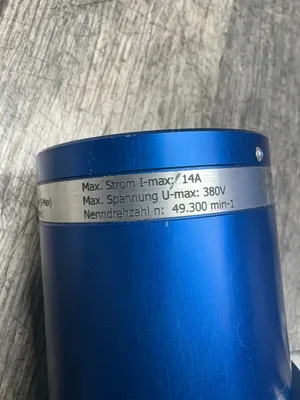 Max. Strom I-max: 14A
Max. Spannung U-max: 380V
Nenndrehzahl n: 49.300 min-1